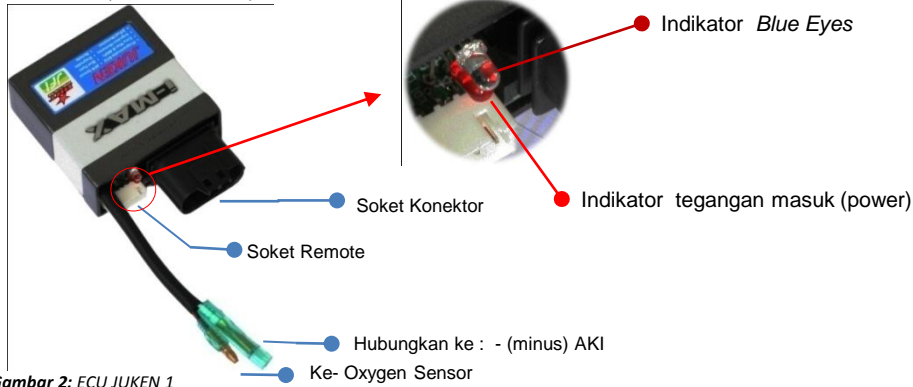 Indikator Blue Eyes
JUKEN
i-MAX
Indikator tegangan masuk (power)
Soket Konektor
Soket Remote
Hubungkan ke : - (minus) AKI
Ke- Oxygen Sensor
Gambar 2: ECU JUKEN 1